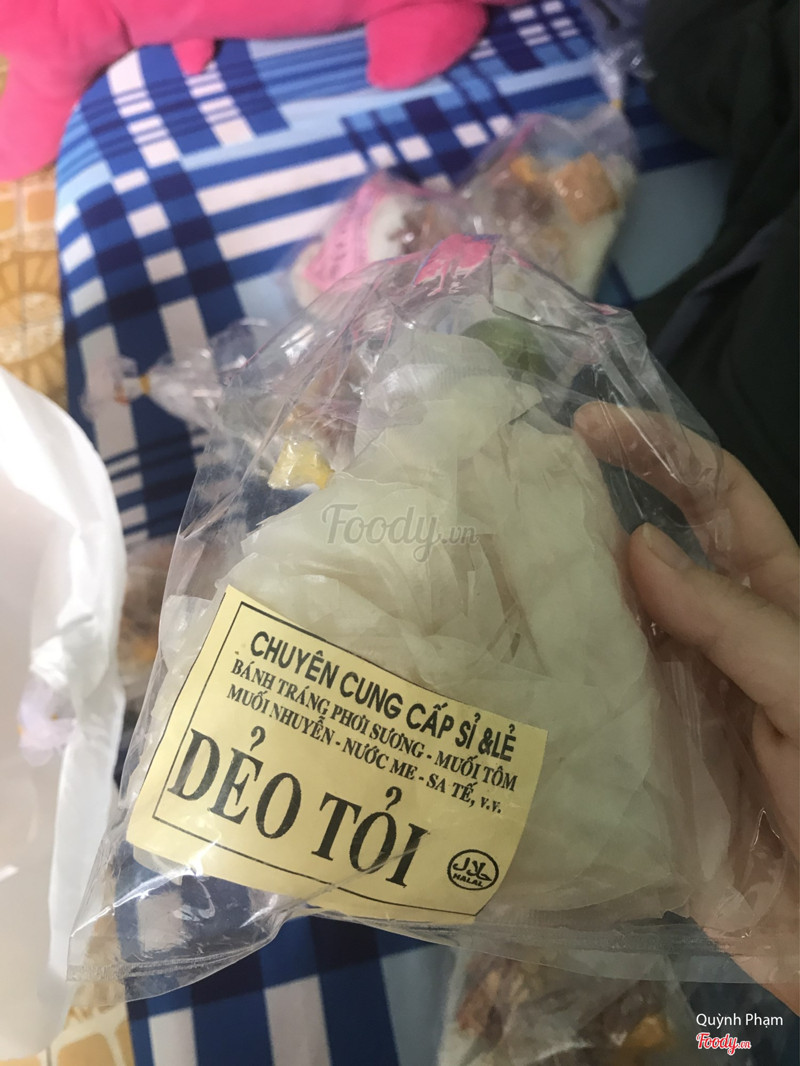 Foody.vn
CHUYÊN CUNG CẤP SỈ &LẺ
BÁNH TRÁNG PHƠI SƯƠNG - MUỐI TÔM
MUỐI NHUYỄN - NƯỚC ME - SA TẾ, v.v.
DẺO TỎI
HALAL
Quỳnh Phạm
Foody.vn